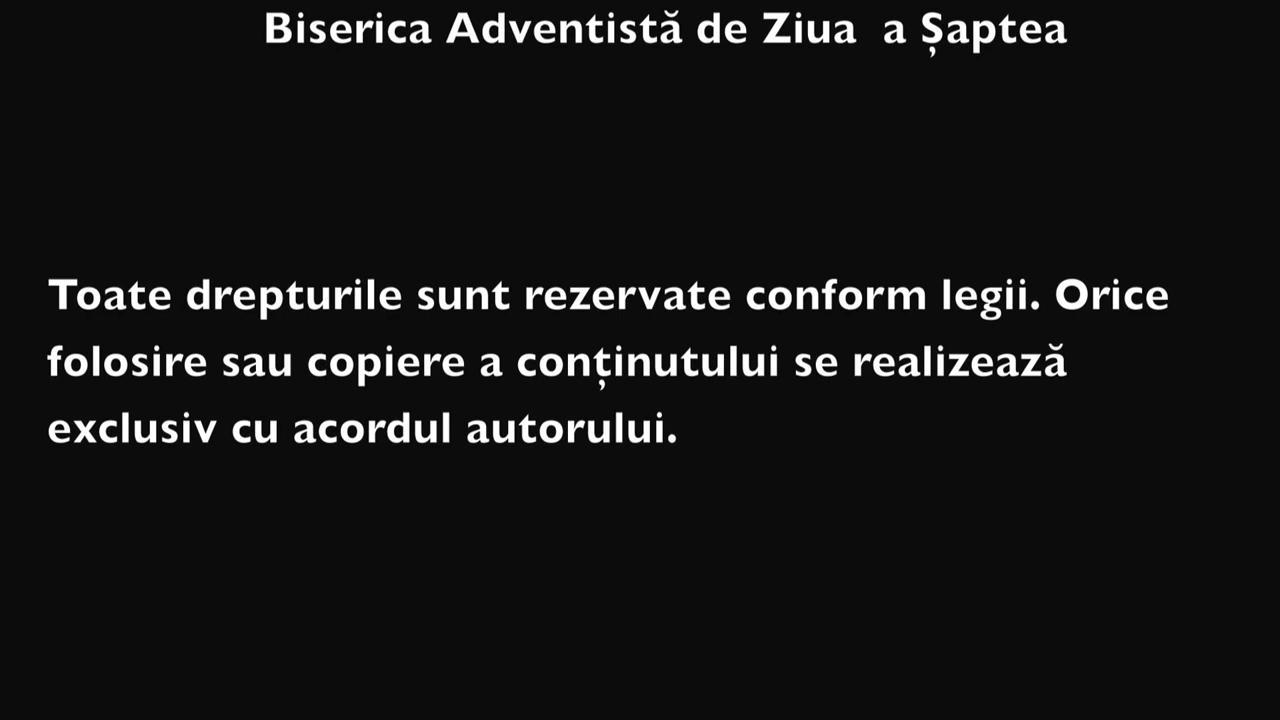 Biserica Adventistă de Ziua  a Șaptea
Toate drepturile sunt rezervate conform legii. Orice
folosire sau copiere a conținutului se realizează
exclusiv cu acordul autorului.